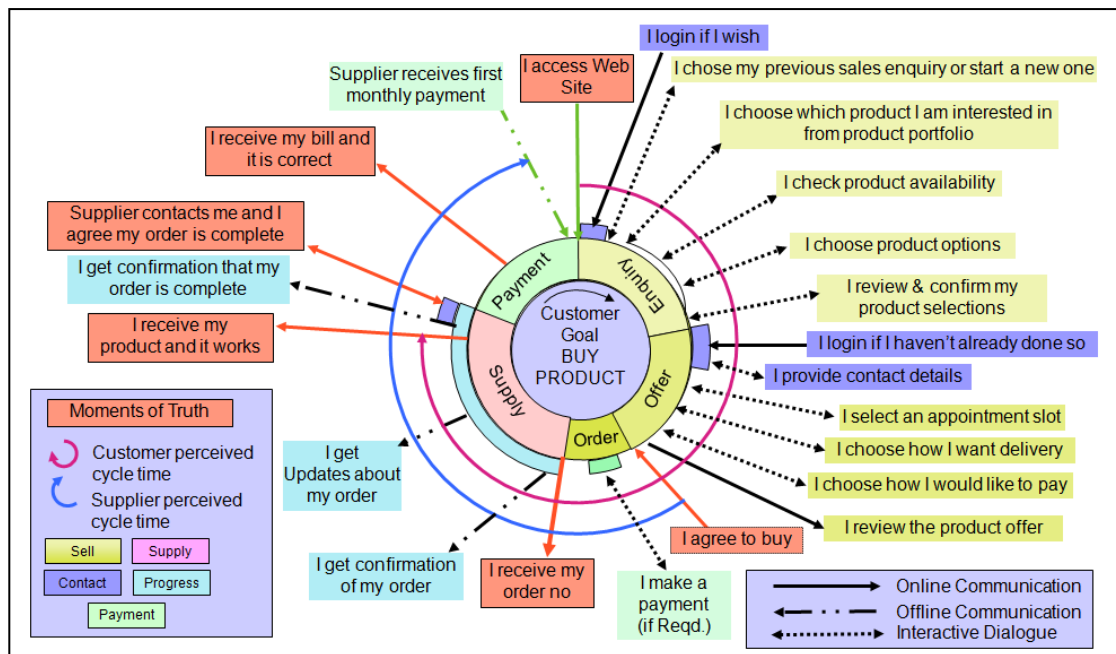 I login if I wish
I access Web
Site
Supplier receives first
monthly payment
I chose my previous sales enquiry or start a new one
I choose which product I am interested in
from product portfolio
I receive my bill and
it is correct
I check product availability
Supplier contacts me and I
agree my order is complete
I choose product options
I get confirmation that my
order is complete
I review & confirm my
product selections
I receive my
product and it works
I login if I haven't already done so
I provide contact details
I select an appointment slot
I choose how I want delivery
I choose how I would like to pay
I review the product offer
I agree to buy
I make a
payment
(if Reqd.)
I receive my
order no
I get confirmation
of my order
I get
Updates about
my order
Payment
Enquiry
Offer
Order
Supply
Customer
Goal
BUY
PRODUCT
Moments of Truth
Customer perceived
cycle time
Supplier perceived
cycle time
Sell
Supply
Contact
Progress
Payment
Online Communication
Offline Communication
Interactive Dialogue